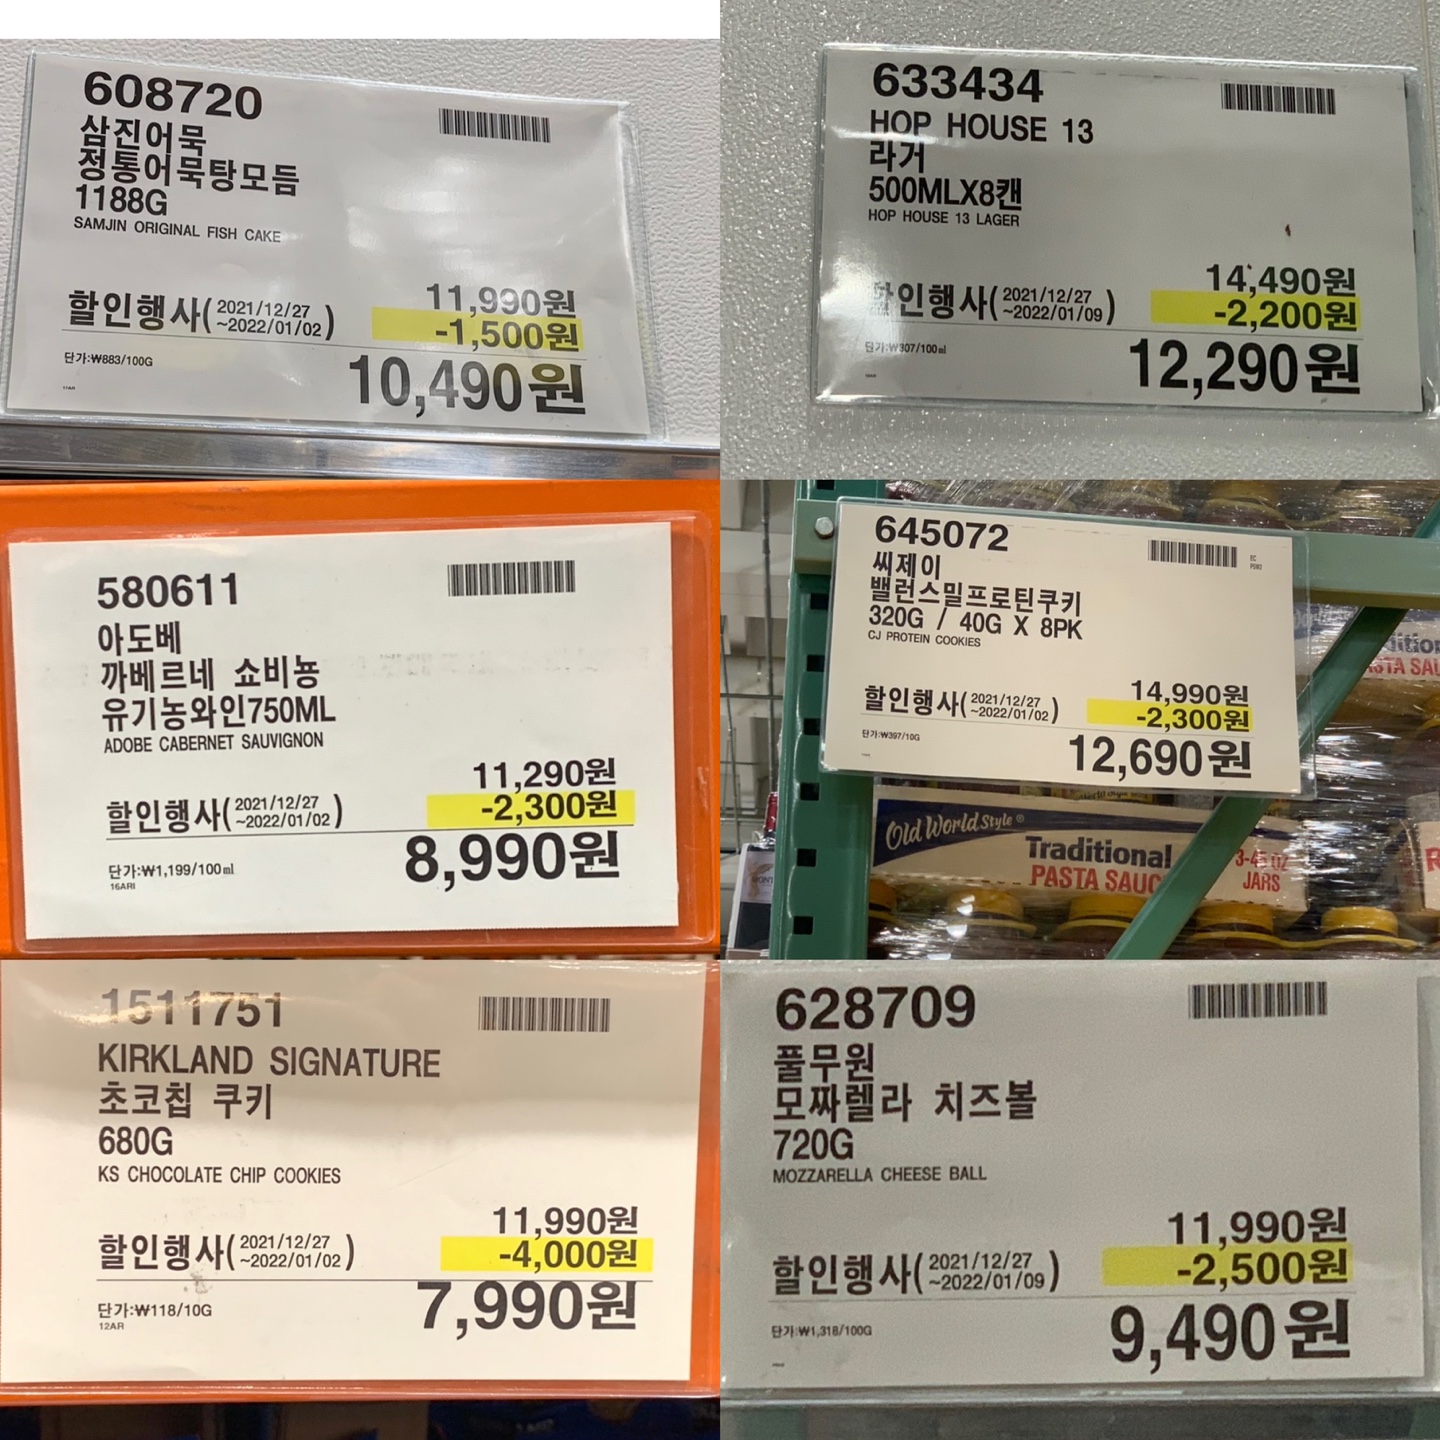 608720
삼진어묵
정통어묵탕모듬
1188G
SAMJIN ORIGINAL FISH CAKE
11,990원
할인행사(2021/12/27 ~2022/01/02)
-1,500원
단가:₩883/100G
10,490원
633434
HOP HOUSE 13
라거
500MLX8캔
HOP HOUSE 13 LAGER
14,490원
할인행사(2021/12/27 ~2022/01/09)
-2,200원
단가:₩307/100㎖
12,290원
580611
아도베
까베르네 쇼비뇽
유기농와인750ML
ADOBE CABERNET SAUVIGNON
11,290원
할인행사(2021/12/27 ~2022/01/02)
-2,300원
8,990원
단가:₩1,199/100㎖
16ARI
645072
씨제이
밸런스밀프로틴쿠키
320G / 40G X 8PK
CJ PROTEIN COOKIES
14,990원
할인행사(2021/12/27 ~2022/01/02)
-2,300원
단가:₩397/10G
12,690원
Old World Style®
Traditional
PASTA SAUC
3-45 OZ
JARS
1511751
KIRKLAND SIGNATURE
초코칩 쿠키
680G
KS CHOCOLATE CHIP COOKIES
11,990원
할인행사(2021/12/27 ~2022/01/02)
-4,000원
7,990원
단가:₩118/10G
12AR
628709
풀무원
모짜렐라 치즈볼
720G
MOZZARELLA CHEESE BALL
11,990원
할인행사(2021/12/27 ~2022/01/09)
-2,500원
단가:₩1,318/100G
9,490원